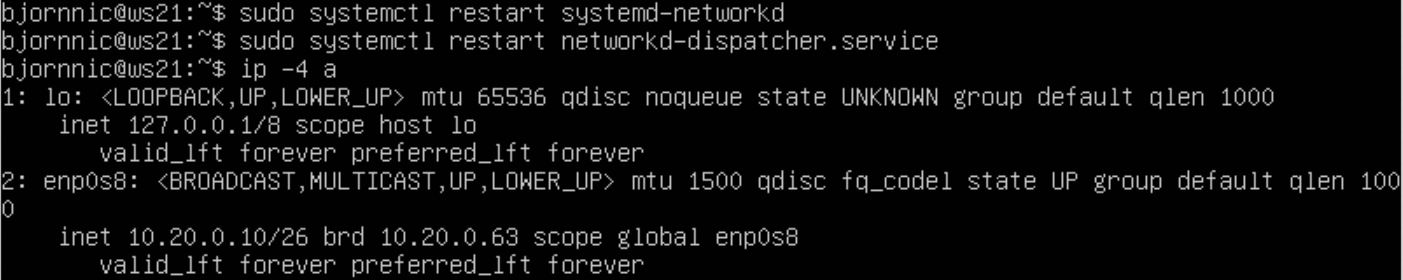 bjornnic@ws21:~$ sudo systemctl restart systemd-networkd
bjornnic@ws21:~$ sudo systemctl restart networkd-dispatcher.service
bjornnic@ws21:~$ ip -4 a
1: lo: <LOOPBACK,UP,LOWER_UP> mtu 65536 qdisc noqueue state UNKNOWN group default qlen 1000
    inet 127.0.0.1/8 scope host lo
       valid_lft forever preferred_lft forever
2: enp0s8: <BROADCAST,MULTICAST,UP,LOWER_UP> mtu 1500 qdisc fq_codel state UP group default qlen 100
0
    inet 10.20.0.10/26 brd 10.20.0.63 scope global enp0s8
       valid_lft forever preferred_lft forever